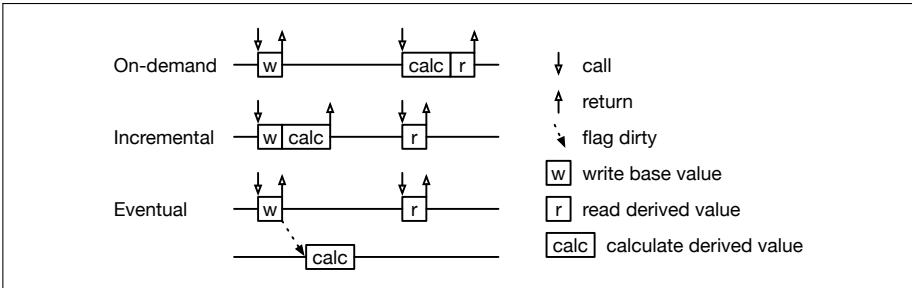 On-demand w calc r
Incremental w calc r
Eventual w r
calc
call
return
flag dirty
w write base value
r read derived value
calc calculate derived value